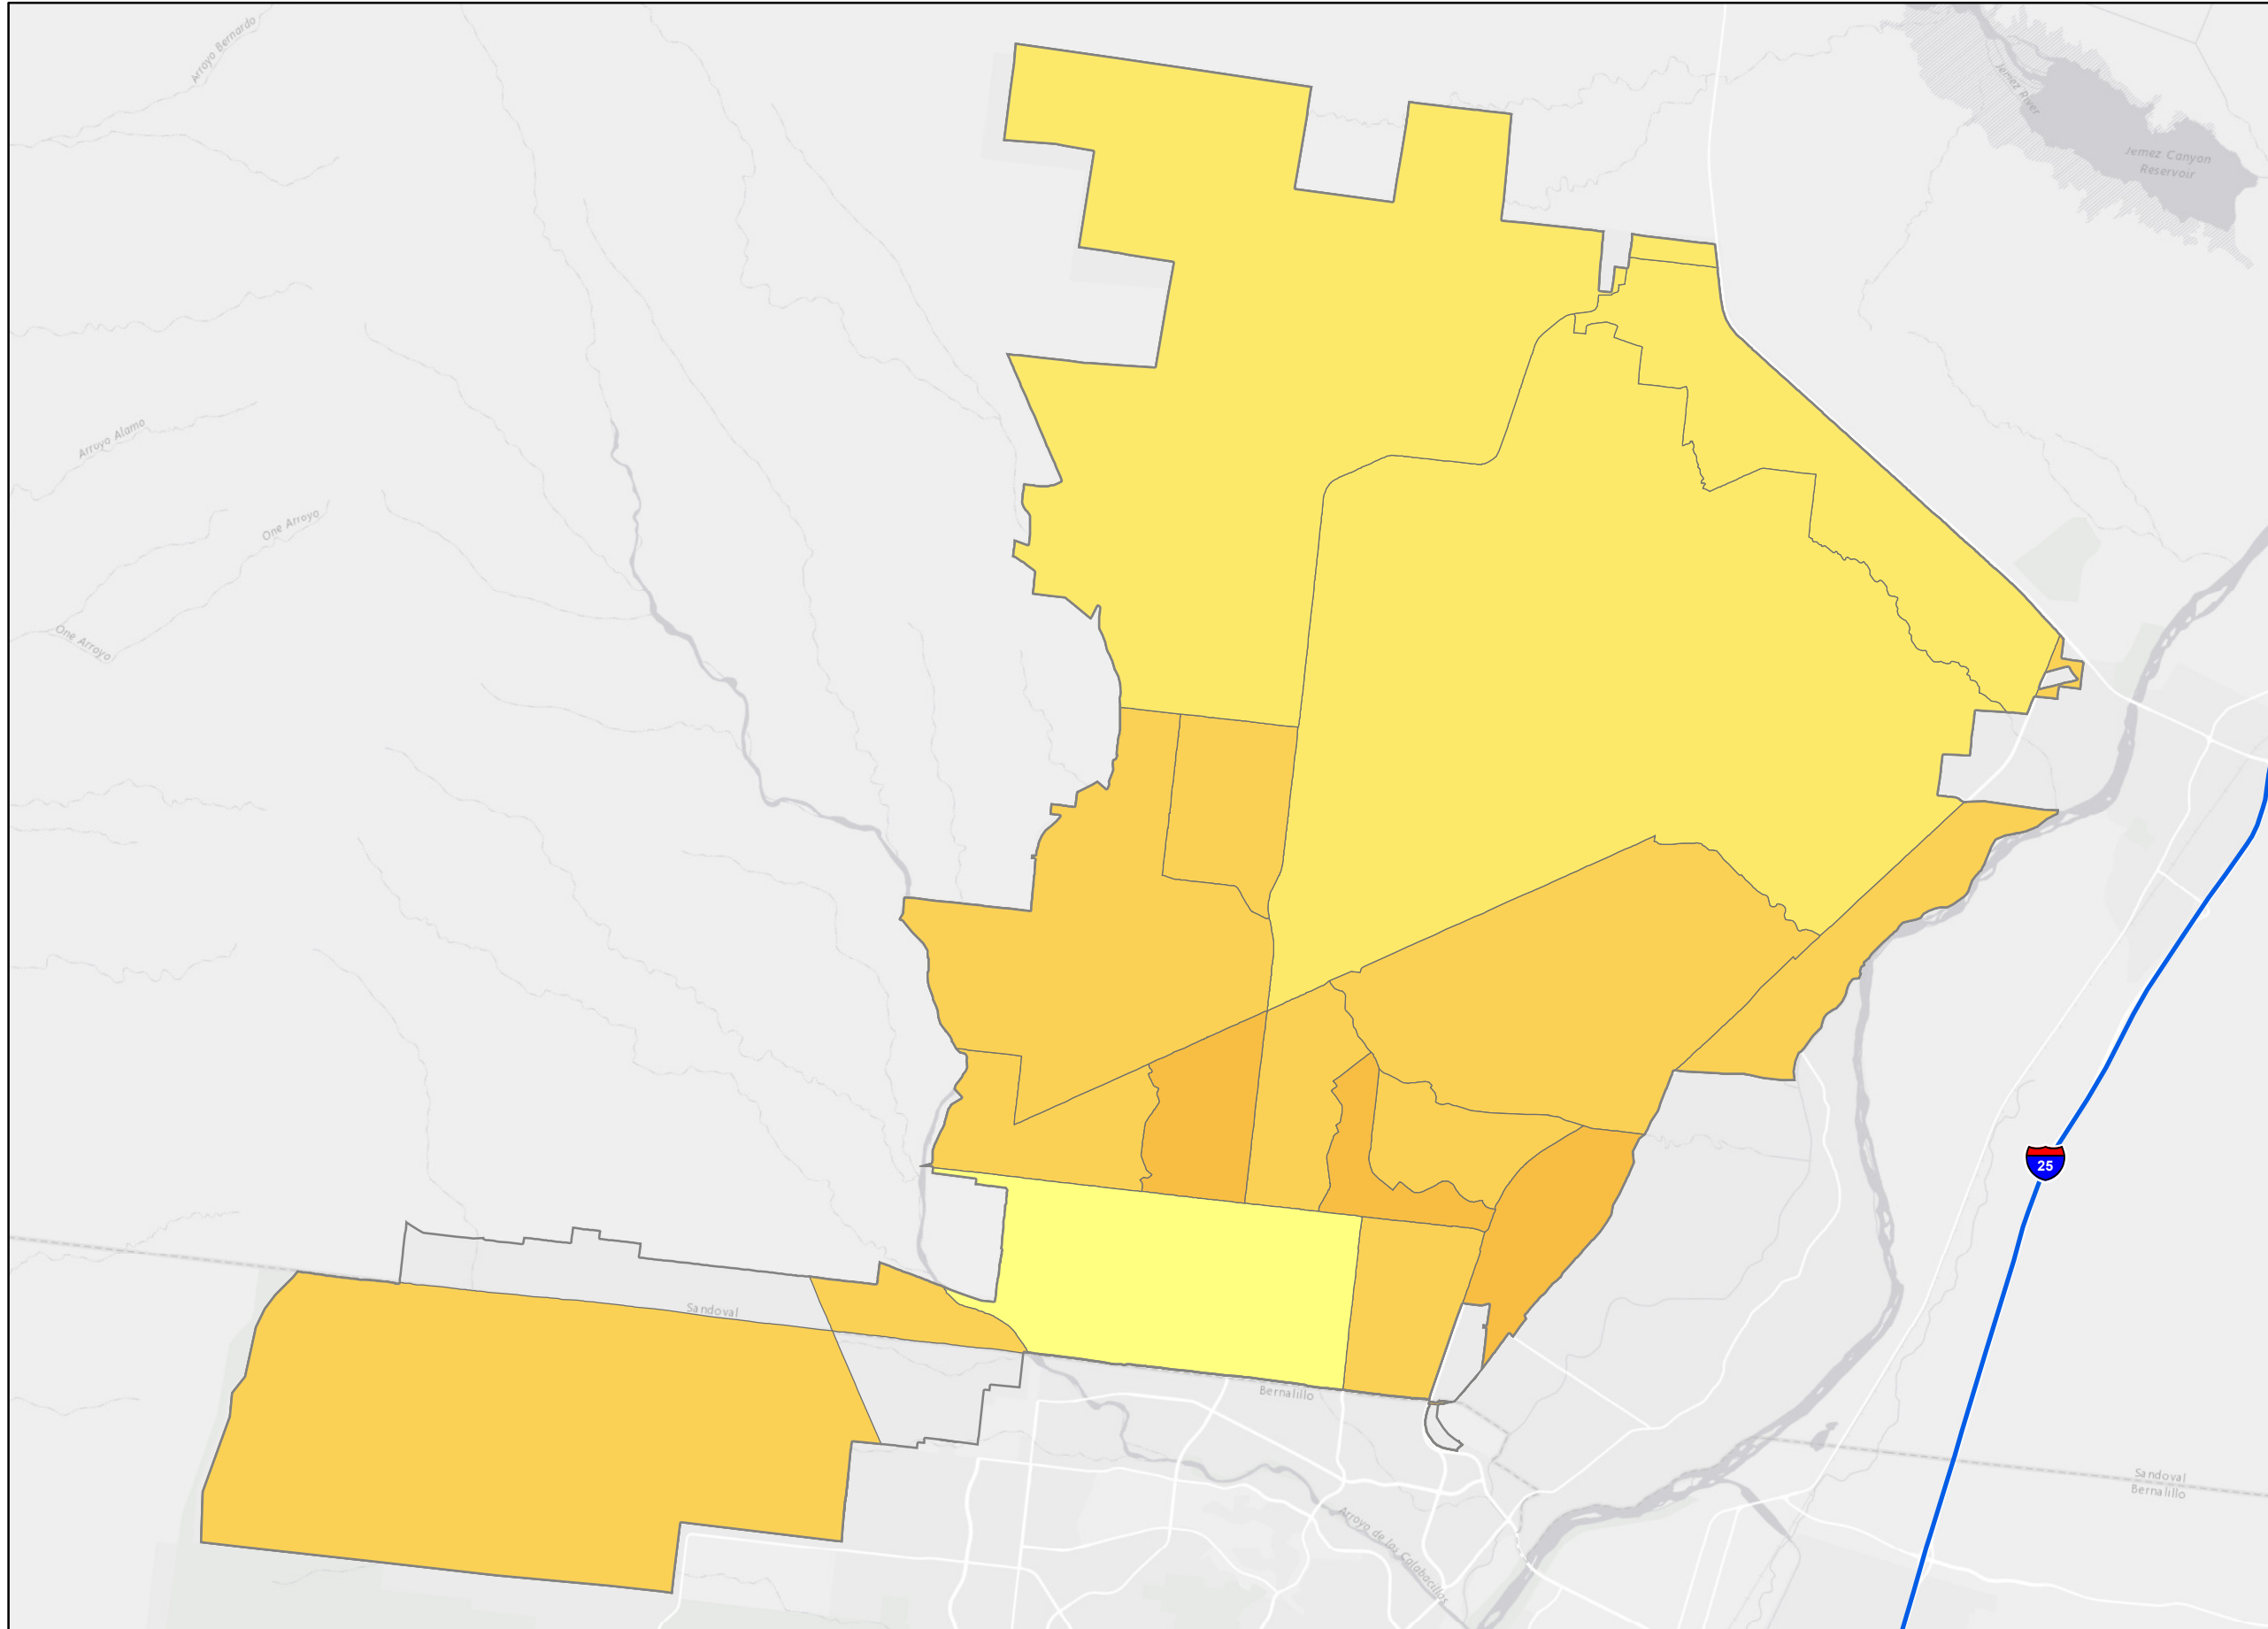 Arroyo Bernardo
Jemez River
Jemez Canyon
Reservoir
Arroyo Alamo
One Arroyo
One Arroyo
25
Sandoval
Bernalillo
Sandoval
Bernalillo
Arroyo de las Calabacillas